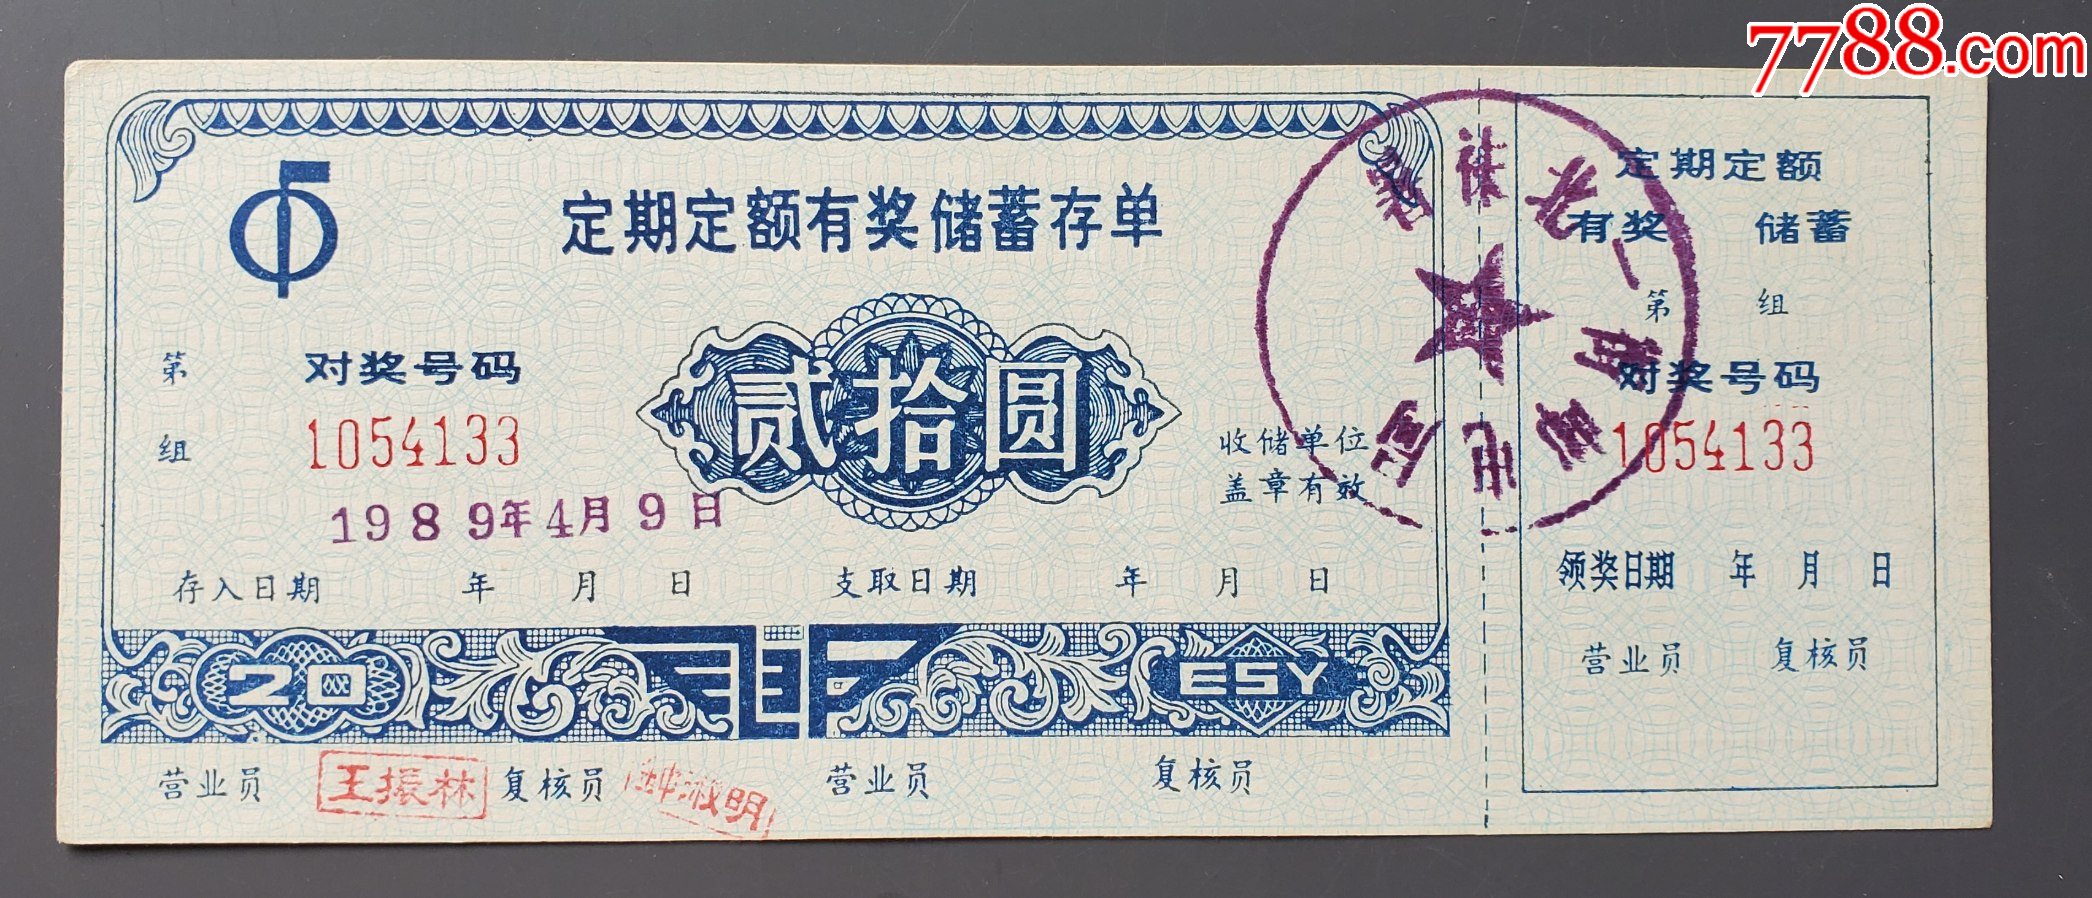 7788.com
定期定额有奖储蓄存单
第
组
对奖号码
1054133
贰拾圆
收储单位
盖章有效
1989年4月9日
存入日期 年 月 日
支取日期 年 月 日
20
ESY
营业员 王振林 复核员
营业员 复核员
定期定额
有奖 储蓄
第 组
对奖号码
1054133
领奖日期 年 月 日
营业员 复核员